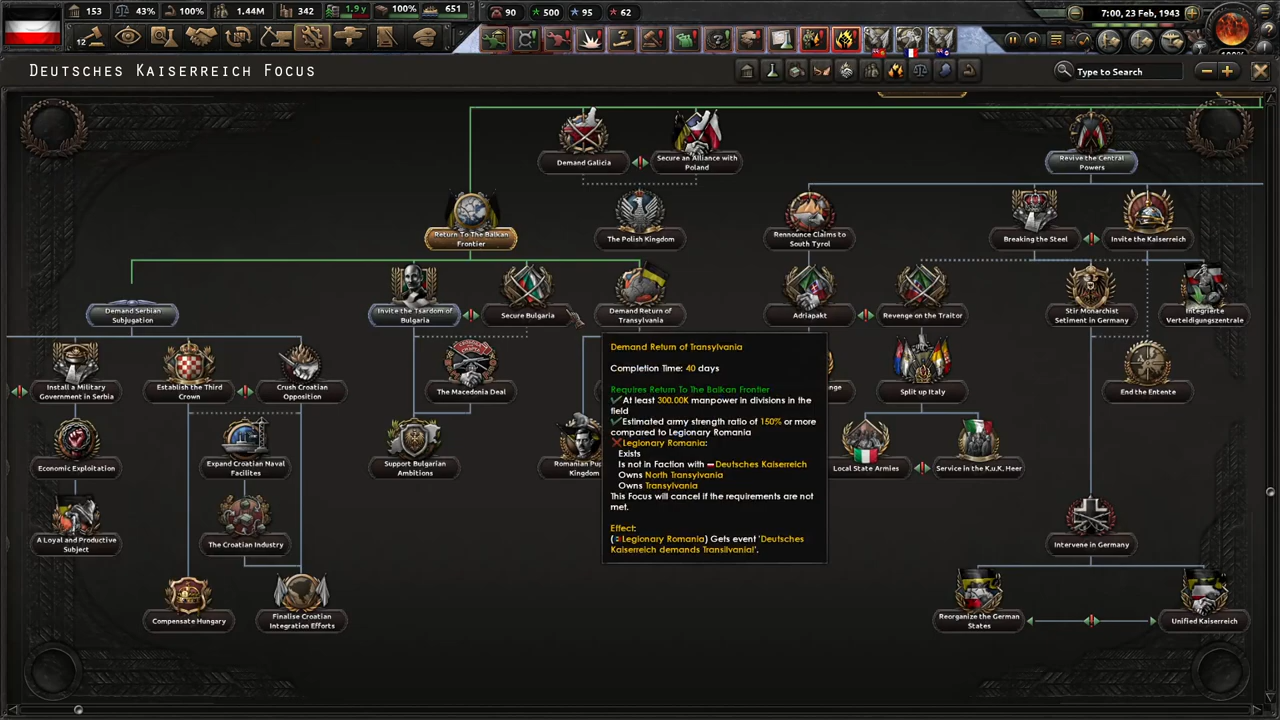 153 43% 100% 1.44M 342 1.9y 100% 651 90 500 95 62 7:00, 23 Feb, 1943
12
100%
Deutsches Kaiserreich Focus
Type to Search
Demand Galicia
Secure an Alliance with
Poland
Revive the Central
Powers
Return To The Balkan
Frontier
The Polish Kingdom
Rennounce Claims to
South Tyrol
Breaking the Steel
Invite the Kaiserreich
Demand Serbian
Subjugation
Invite the Tsardom of
Bulgaria
Secure Bulgaria
Demand Return of
Transylvania
Adriapakt
Revenge on the Traitor
Stir Monarchist
Setiment in Germany
Integrierte
Verteidigungszentrale
Install a Military
Government in Serbia
Establish the Third
Crown
Crush Croatian
Opposition
The Macedonia Deal
Split up Italy
End the Entente
Economic Exploitation
Expand Croatian Naval
Facilites
Support Bulgarian
Ambitions
Romanian Pup
Kingdom
Local State Armies
Service in the K.u.K. Heer
A Loyal and Productive
Subject
The Croatian Industry
Intervene in Germany
Compensate Hungary
Finalise Croatian
Integration Efforts
Reorganize the German
States
Unified Kaiserreich
Demand Return of Transylvania
Completion Time: 40 days
Requires Return To The Balkan Frontier
At least 300.00K manpower in divisions in the
field
Estimated army strength ratio of 150% or more
compared to Legionary Romania
Legionary Romania:
Exists
Is not in Faction with Deutsches Kaiserreich
Owns North Transylvania
Owns Transylvania
This Focus will cancel if the requirements are not
met.
Effect:
(Legionary Romania) Gets event 'Deutsches
Kaiserreich demands Transilvania!'.